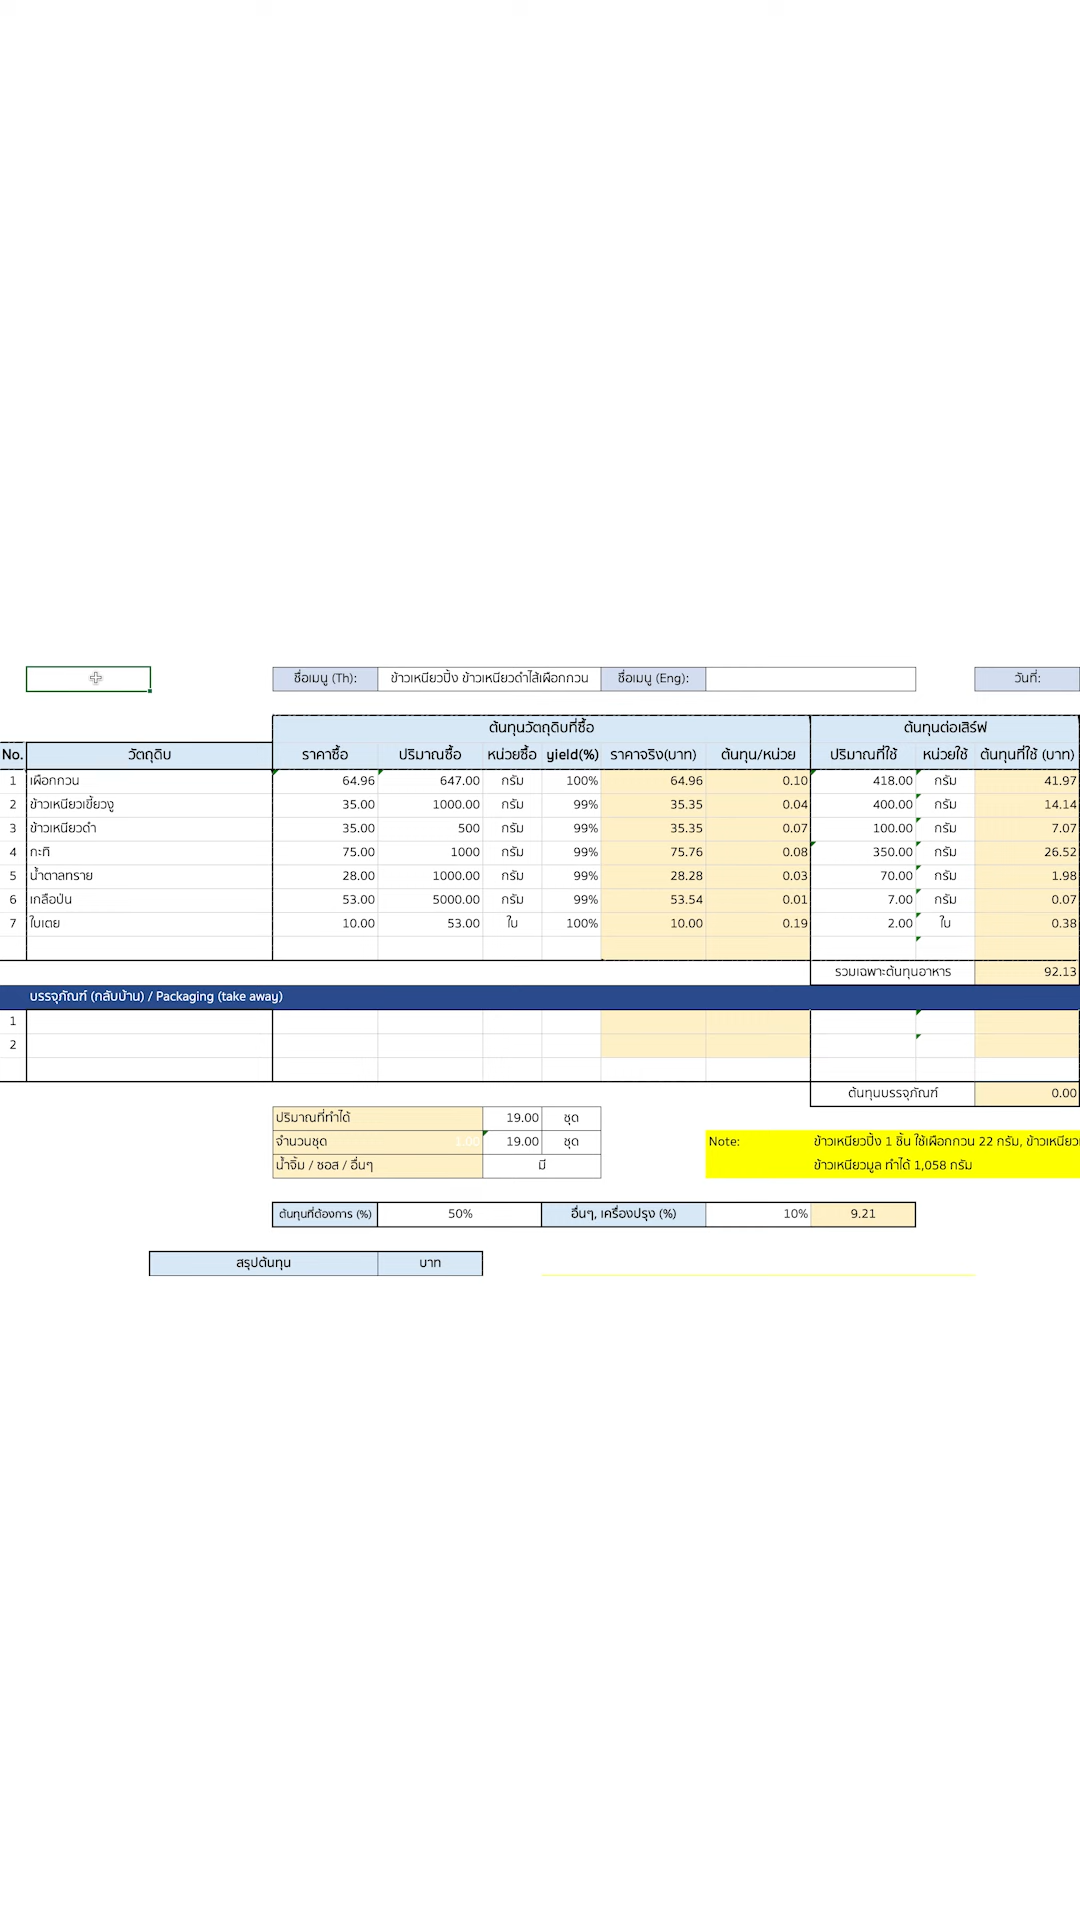 ชื่อเมนู (Th): ข้าวเหนียวปิ้ง ข้าวเหนียวดำไส้เผือกกวน ชื่อเมนู (Eng): วันที่:
ต้นทุนวัตถุดิบที่ซื้อ ต้นทุนต่อเสิร์ฟ
No. วัตถุดิบ ราคาซื้อ ปริมาณซื้อ หน่วยซื้อ yield(%) ราคาจริง(บาท) ต้นทุน/หน่วย ปริมาณที่ใช้ หน่วยใช้ ต้นทุนที่ใช้ (บาท)
1 เผือกกวน 64.96 647.00 กรัม 100% 64.96 0.10 418.00 กรัม 41.97
2 ข้าวเหนียวเขี้ยวงู 35.00 1000.00 กรัม 99% 35.35 0.04 400.00 กรัม 14.14
3 ข้าวเหนียวดำ 35.00 500 กรัม 99% 35.35 0.07 100.00 กรัม 7.07
4 กะทิ 75.00 1000 กรัม 99% 75.76 0.08 350.00 กรัม 26.52
5 น้ำตาลทราย 28.00 1000.00 กรัม 99% 28.28 0.03 70.00 กรัม 1.98
6 เกลือป่น 53.00 5000.00 กรัม 99% 53.54 0.01 7.00 กรัม 0.07
7 ใบเตย 10.00 53.00 ใบ 100% 10.00 0.19 2.00 ใบ 0.38
รวมเฉพาะต้นทุนอาหาร 92.13
บรรจุภัณฑ์ (กลับบ้าน) / Packaging (take away)
1
2
ต้นทุนบรรจุภัณฑ์ 0.00
ปริมาณที่ทำได้ 19.00 ชุด
จำนวนชุด 1.00 19.00 ชุด
Note: ข้าวเหนียวปิ้ง 1 ชิ้น ใช้เผือกกวน 22 กรัม, ข้าวเหนียว
น้ำจิ้ม / ซอส / อื่นๆ มี
ข้าวเหนียวมูล ทำได้ 1,058 กรัม
ต้นทุนที่ต้องการ (%) 50% อื่นๆ, เครื่องปรุง (%) 10% 9.21
สรุปต้นทุน บาท